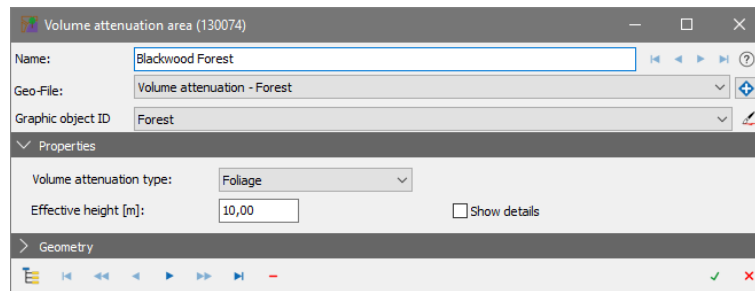 Volume attenuation area (130074)
Name: Blackwood Forest
Geo-File: Volume attenuation - Forest
Graphic object ID Forest
Properties
Volume attenuation type: Foliage
Effective height [m]: 10,00 Show details
Geometry